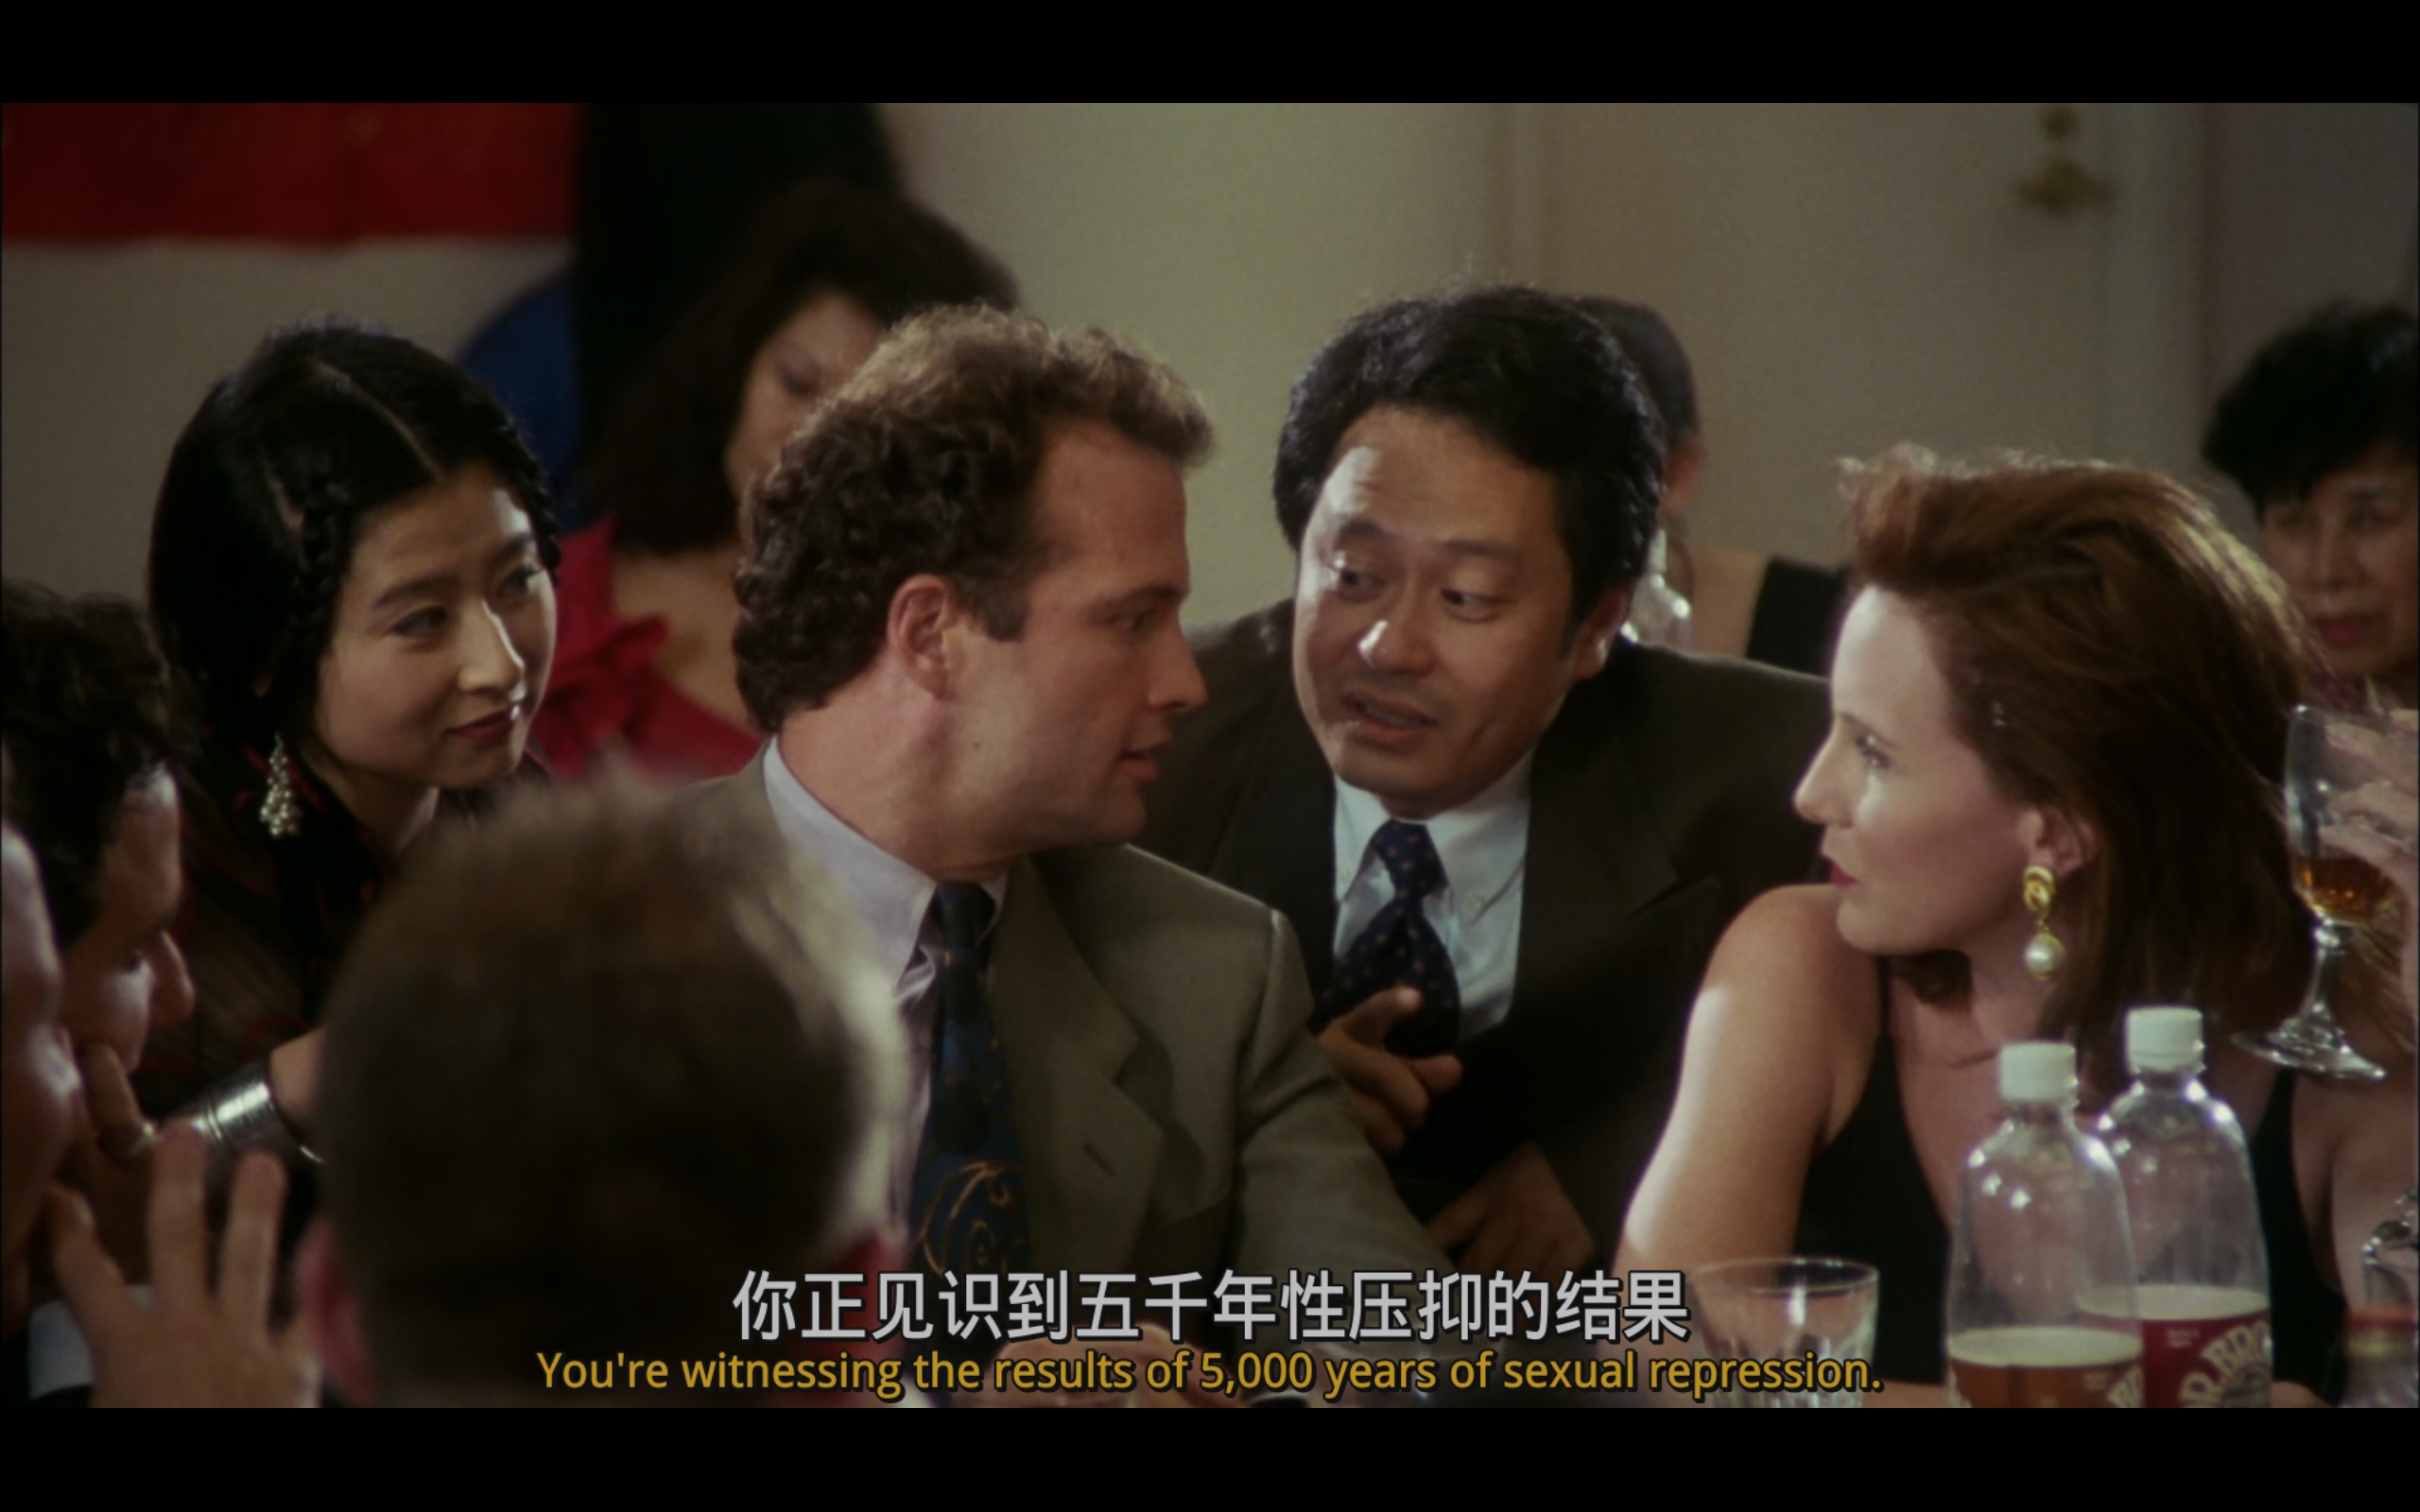 你正见识到五千年性压抑的结果
You're witnessing the results of 5,000 years of sexual repression.